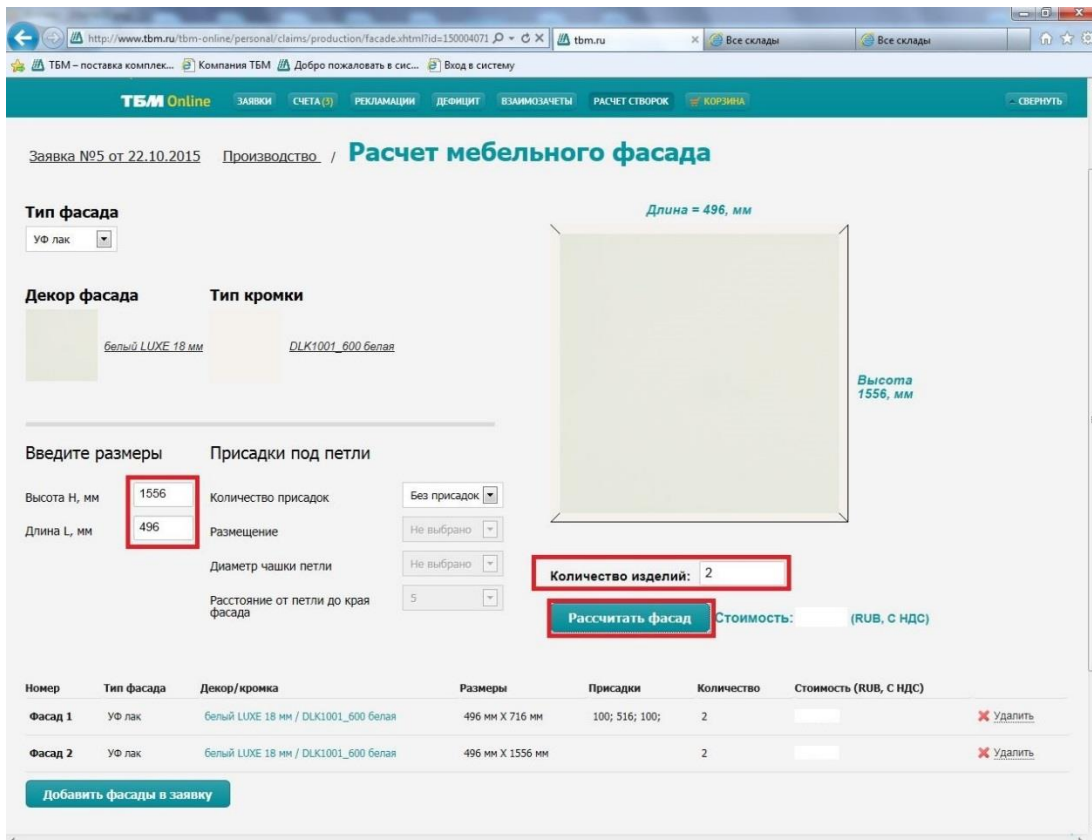 http://www.tbm.ru/tbm-online/personal/claims/production/facade.xhtml?id=150004071
tbm.ru
Все склады
Все склады
ТБМ – поставка комплек...
Компания ТБМ
Добро пожаловать в сис...
Вход в систему
ТБМ Online
ЗАЯВКИ
СЧЕТА (3)
РЕКЛАМАЦИИ
ДЕФИЦИТ
ВЗАИМОЗАЧЕТЫ
РАСЧЕТ СТВОРОК
КОРЗИНА
СВЕРНУТЬ
Заявка №5 от 22.10.2015 Производство / Расчет мебельного фасада
Тип фасада
УФ лак
Длина = 496, мм
Декор фасада Тип кромки
белый LUXE 18 мм DLK1001_600 белая
Высота
1556, мм
Введите размеры Присадки под петли
Высота H, мм 1556 Количество присадок Без присадок
Длина L, мм 496 Размещение Не выбрано
Диаметр чашки петли Не выбрано
Расстояние от петли до края
фасада
5
Количество изделий: 2
Рассчитать фасад Стоимость: (RUB, С НДС)
Номер Тип фасада Декор/кромка Размеры Присадки Количество Стоимость (RUB, С НДС)
Фасад 1 УФ лак белый LUXE 18 мм / DLK1001_600 белая 496 мм X 716 мм 100; 516; 100; 2 Удалить
Фасад 2 УФ лак белый LUXE 18 мм / DLK1001_600 белая 496 мм X 1556 мм 2 Удалить
Добавить фасады в заявку